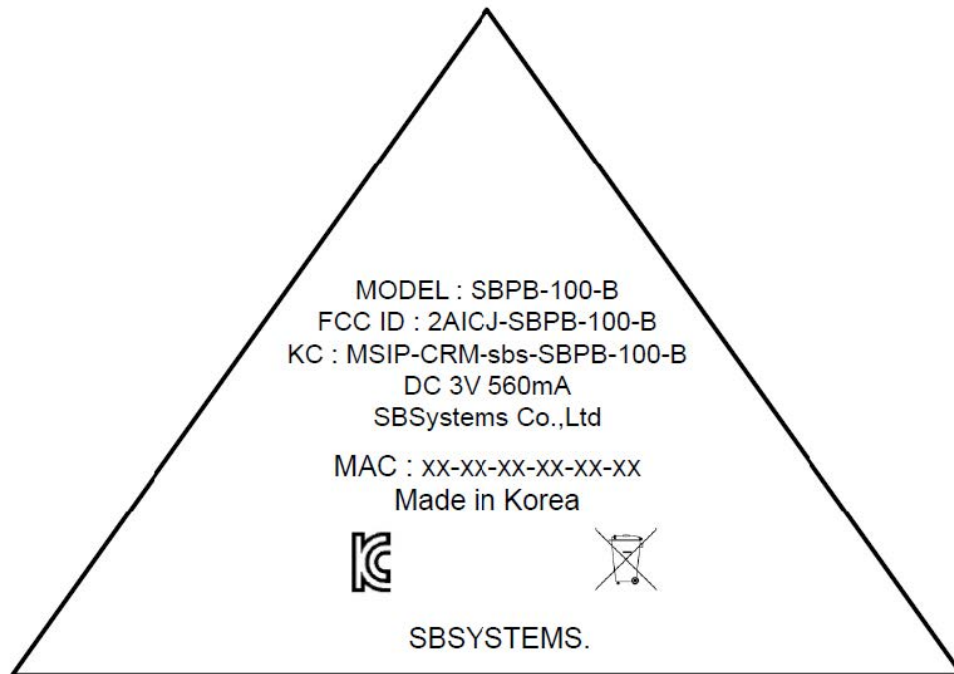 MODEL : SBPB-100-B
FCC ID : 2AICJ-SBPB-100-B
KC : MSIP-CRM-sbs-SBPB-100-B
DC 3V 560mA
SBSystems Co.,Ltd
MAC : xx-xx-xx-xx-xx-xx
Made in Korea
KC
SBSYSTEMS.